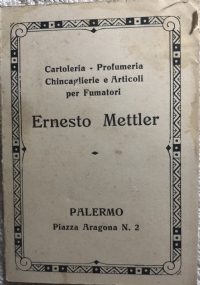 Cartoleria - Profumeria
Chincaglierie e Articoli
per Fumatori
Ernesto Mettler
PALERMO
Piazza Aragona N. 2